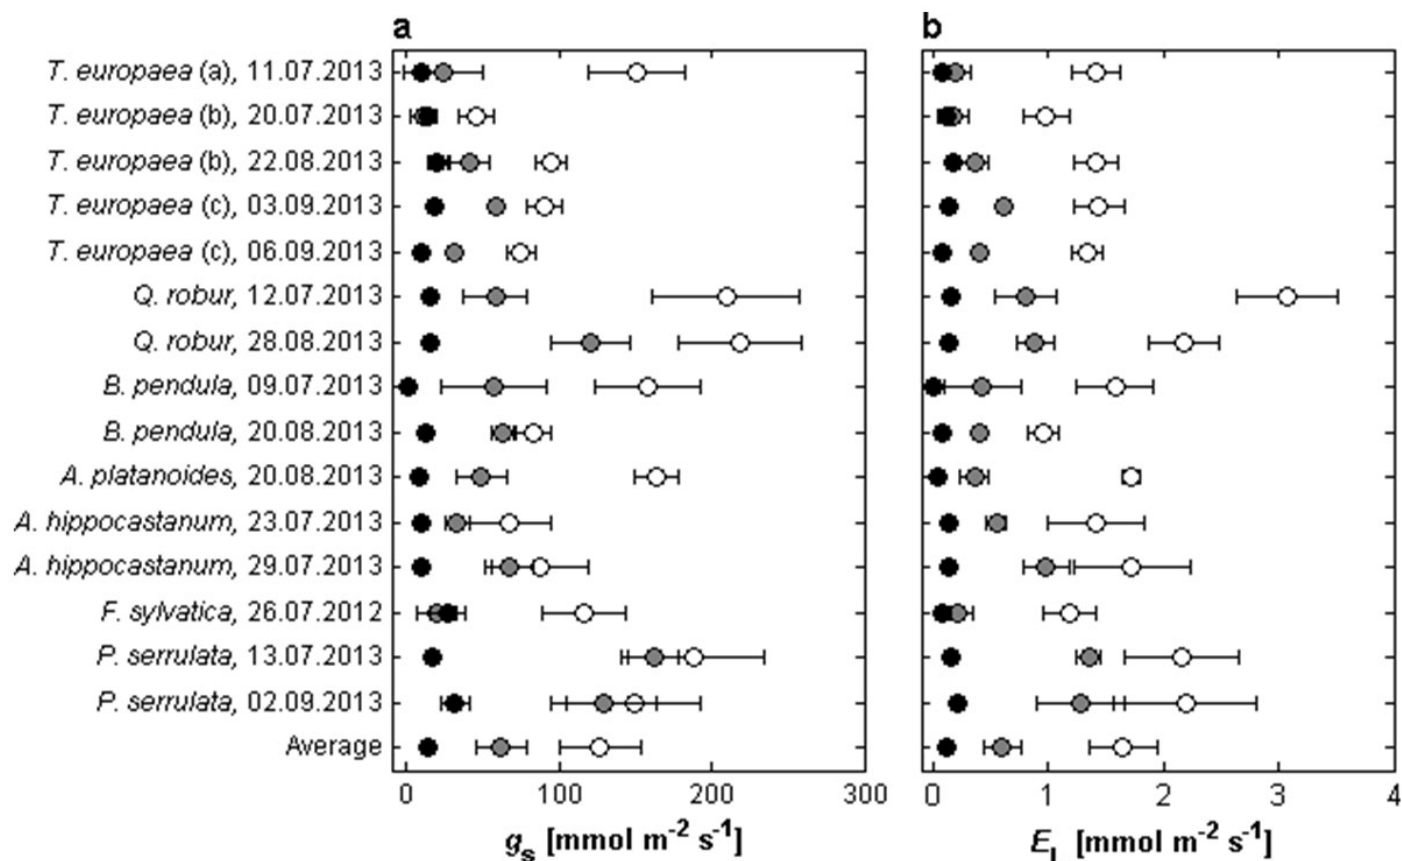 a b
T. europaea (a), 11.07.2013
T. europaea (b), 20.07.2013
T. europaea (b), 22.08.2013
T. europaea (c), 03.09.2013
T. europaea (c), 06.09.2013
Q. robur, 12.07.2013
Q. robur, 28.08.2013
B. pendula, 09.07.2013
B. pendula, 20.08.2013
A. platanoides, 20.08.2013
A. hippocastanum, 23.07.2013
A. hippocastanum, 29.07.2013
F. sylvatica, 26.07.2012
P. serrulata, 13.07.2013
P. serrulata, 02.09.2013
Average
0 100 200 300 0 1 2 3 4
gs [mmol m-2 s-1] El [mmol m-2 s-1]